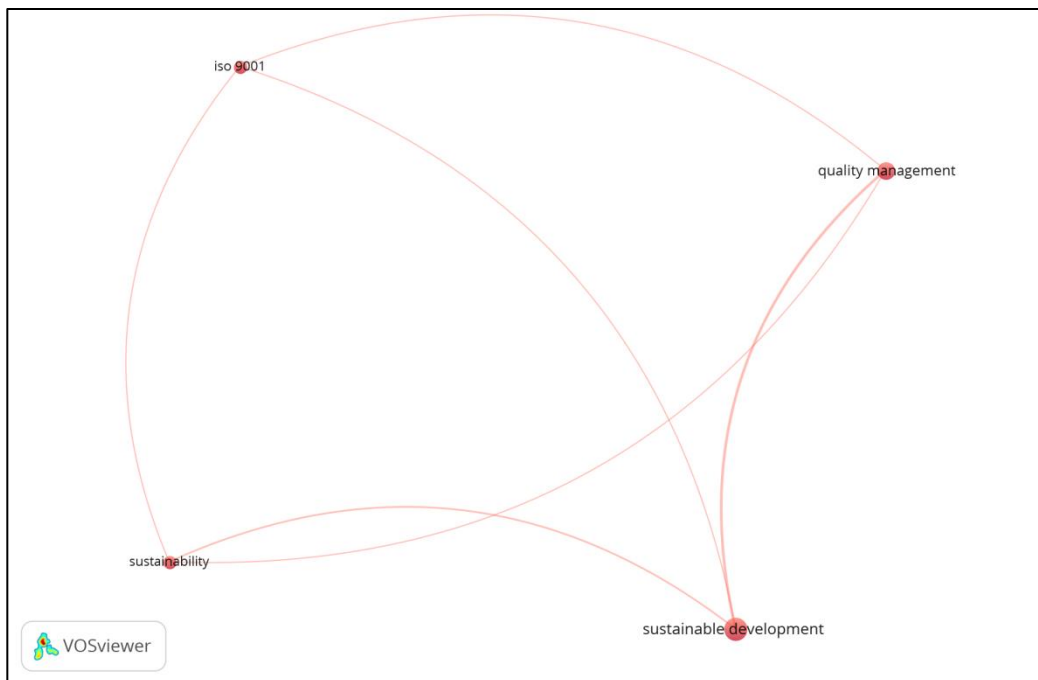 iso 9001
quality management
sustainability
sustainable development
VOSviewer